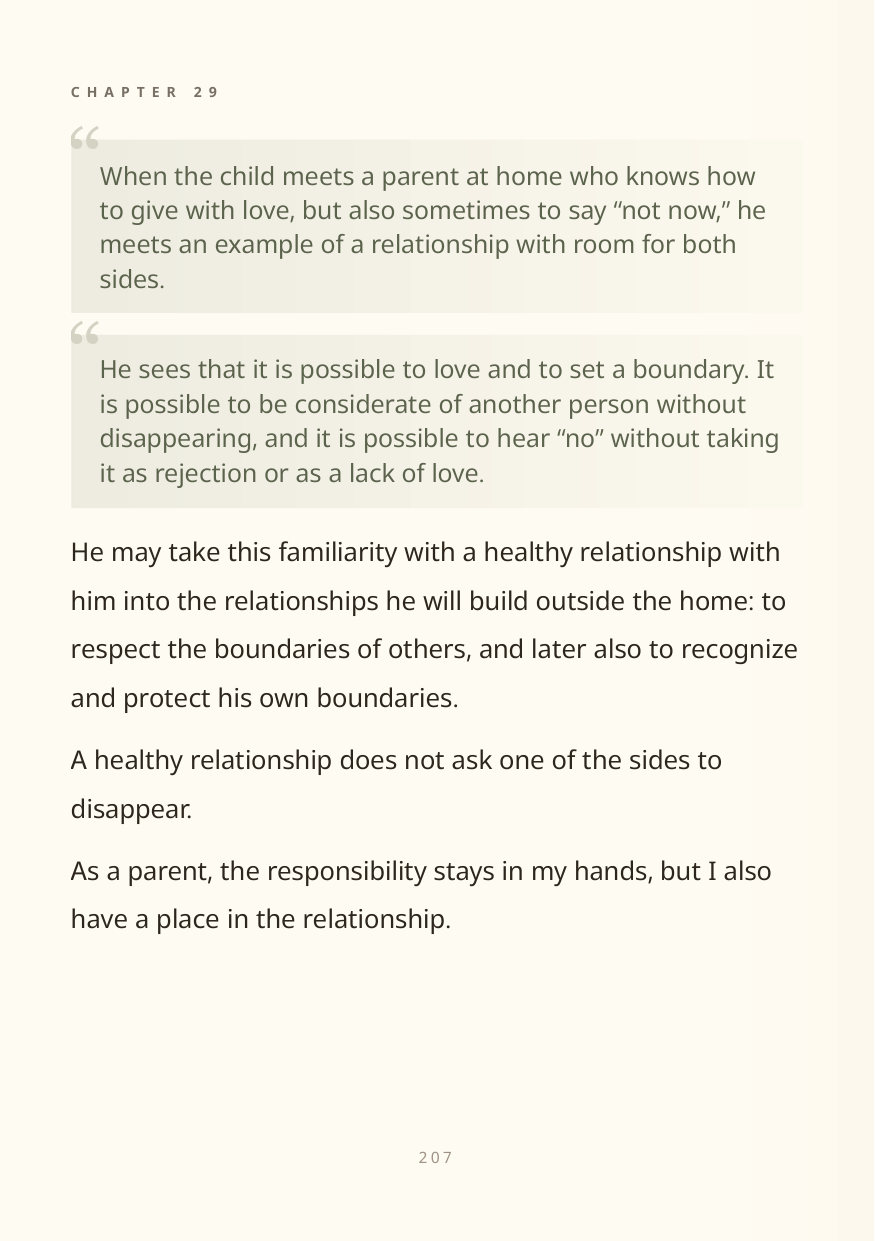 CHAPTER 29
“
When the child meets a parent at home who knows how
to give with love, but also sometimes to say “not now,” he
meets an example of a relationship with room for both
sides.
“
He sees that it is possible to love and to set a boundary. It
is possible to be considerate of another person without
disappearing, and it is possible to hear “no” without taking
it as rejection or as a lack of love.
He may take this familiarity with a healthy relationship with
him into the relationships he will build outside the home: to
respect the boundaries of others, and later also to recognize
and protect his own boundaries.
A healthy relationship does not ask one of the sides to
disappear.
As a parent, the responsibility stays in my hands, but I also
have a place in the relationship.
207